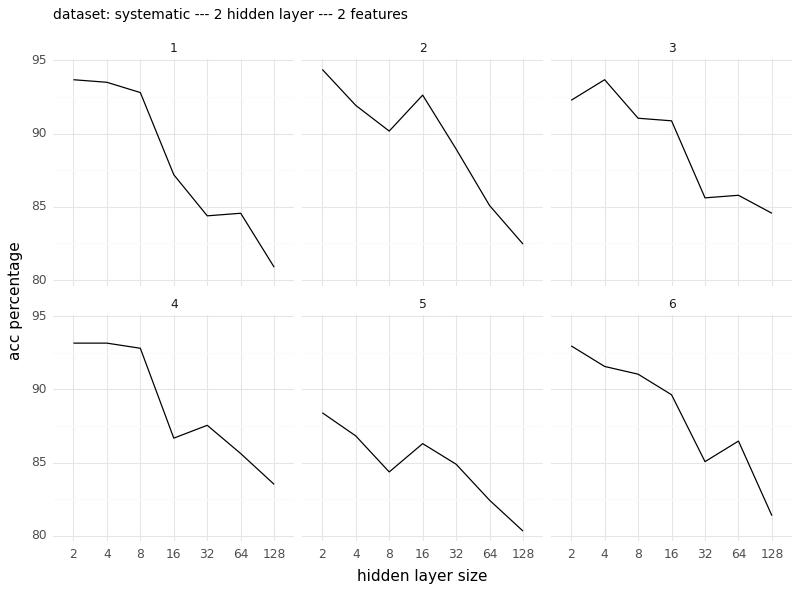 dataset: systematic --- 2 hidden layer --- 2 features
1 2 3
95
90
85
80
4 5 6
95
90
85
80
acc percentage
2 4 8 16 32 64 128 2 4 8 16 32 64 128 2 4 8 16 32 64 128
hidden layer size